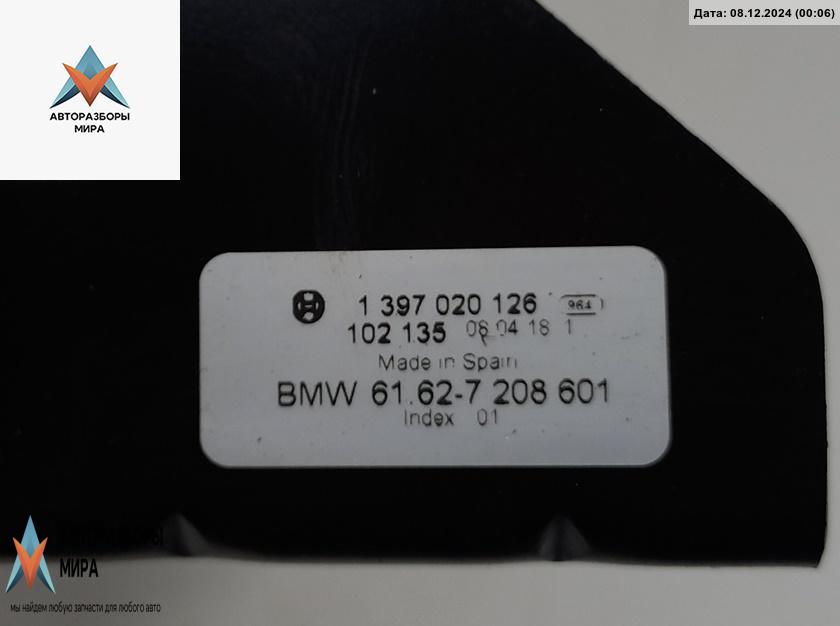 Дата: 08.12.2024 (00:06)
АВТОРАЗБОРЫ
МИРА
1 397 020 126 964
102 135 08 04 18 1
Made in Spain
BMW 61.62-7 208 601
Index 01
АВТОРАЗБОРЫ
МИРА
мы найдем любую запчасти для любого авто